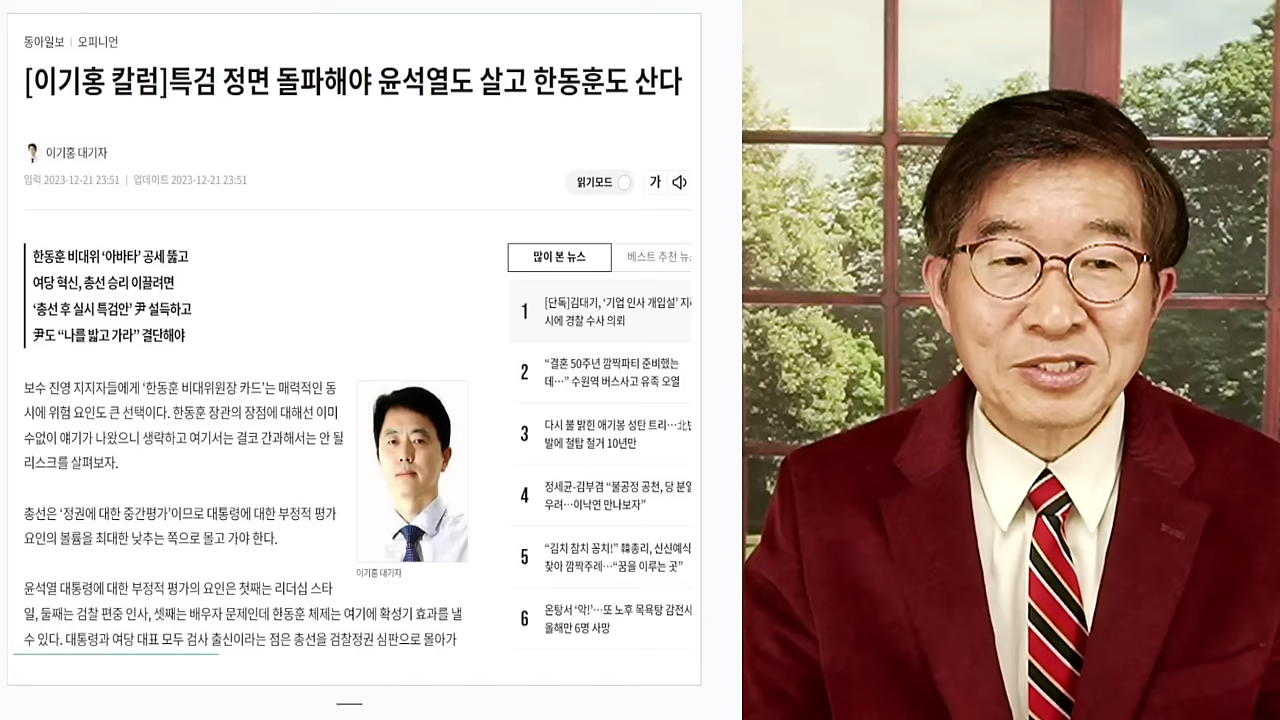 동아일보 | 오피니언
[이기홍 칼럼]특검 정면 돌파해야 윤석열도 살고 한동훈도 산다
이기홍 대기자
입력 2023-12-21 23:51 | 업데이트 2023-12-21 23:51
읽기모드 가
한동훈 비대위 ‘아바타’ 공세 뚫고
여당 혁신, 총선 승리 이끌려면
‘총선 후 실시 특검안’ 尹 설득하고
尹도 “나를 밟고 가라” 결단해야
보수 진영 지지자들에게 ‘한동훈 비대위원장 카드’는 매력적인 동
시에 위험 요인도 큰 선택이다. 한동훈 장관의 장점에 대해선 이미
수없이 얘기가 나왔으니 생략하고 여기서는 결코 간과해서는 안 될
리스크를 살펴보자.
총선은 ‘정권에 대한 중간평가’이므로 대통령에 대한 부정적 평가
요인의 볼륨을 최대한 낮추는 쪽으로 몰고 가야 한다.
이기홍 대기자
윤석열 대통령에 대한 부정적 평가의 요인은 첫째는 리더십 스타
일, 둘째는 검찰 편중 인사, 셋째는 배우자 문제인데 한동훈 체제는 여기에 확성기 효과를 낼
수 있다. 대통령과 여당 대표 모두 검사 출신이라는 점은 총선을 검찰정권 심판으로 몰아가
많이 본 뉴스 베스트 추천 뉴
1 [단독]김대기, ‘기업 인사 개입설’ 지
시에 경찰 수사 의뢰
2 “결혼 50주년 깜짝파티 준비했는
데…” 수원역 버스사고 유족 오열
3 다시 불 밝힌 애기봉 성탄 트리…北
발에 철탑 철거 10년만
4 정세균-김부겸 “불공정 공천, 당 분열
우려…이낙연 만나보자”
5 “김치 참치 꽁치!” 韓총리, 신신예식
찾아 깜짝주례…“꿈을 이루는 곳”
6 온탕서 ‘악!’…또 노후 목욕탕 감전사
올해만 6명 사망